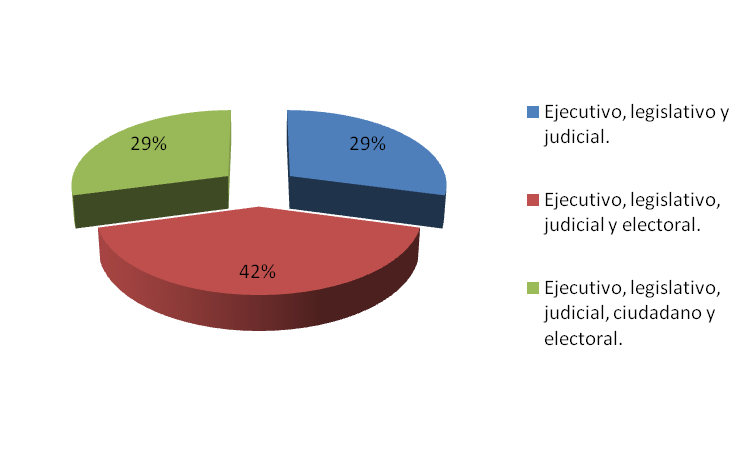 29%
29%
42%
Ejecutivo, legislativo y
judicial.
Ejecutivo, legislativo,
judicial y electoral.
Ejecutivo, legislativo,
judicial, ciudadano y
electoral.